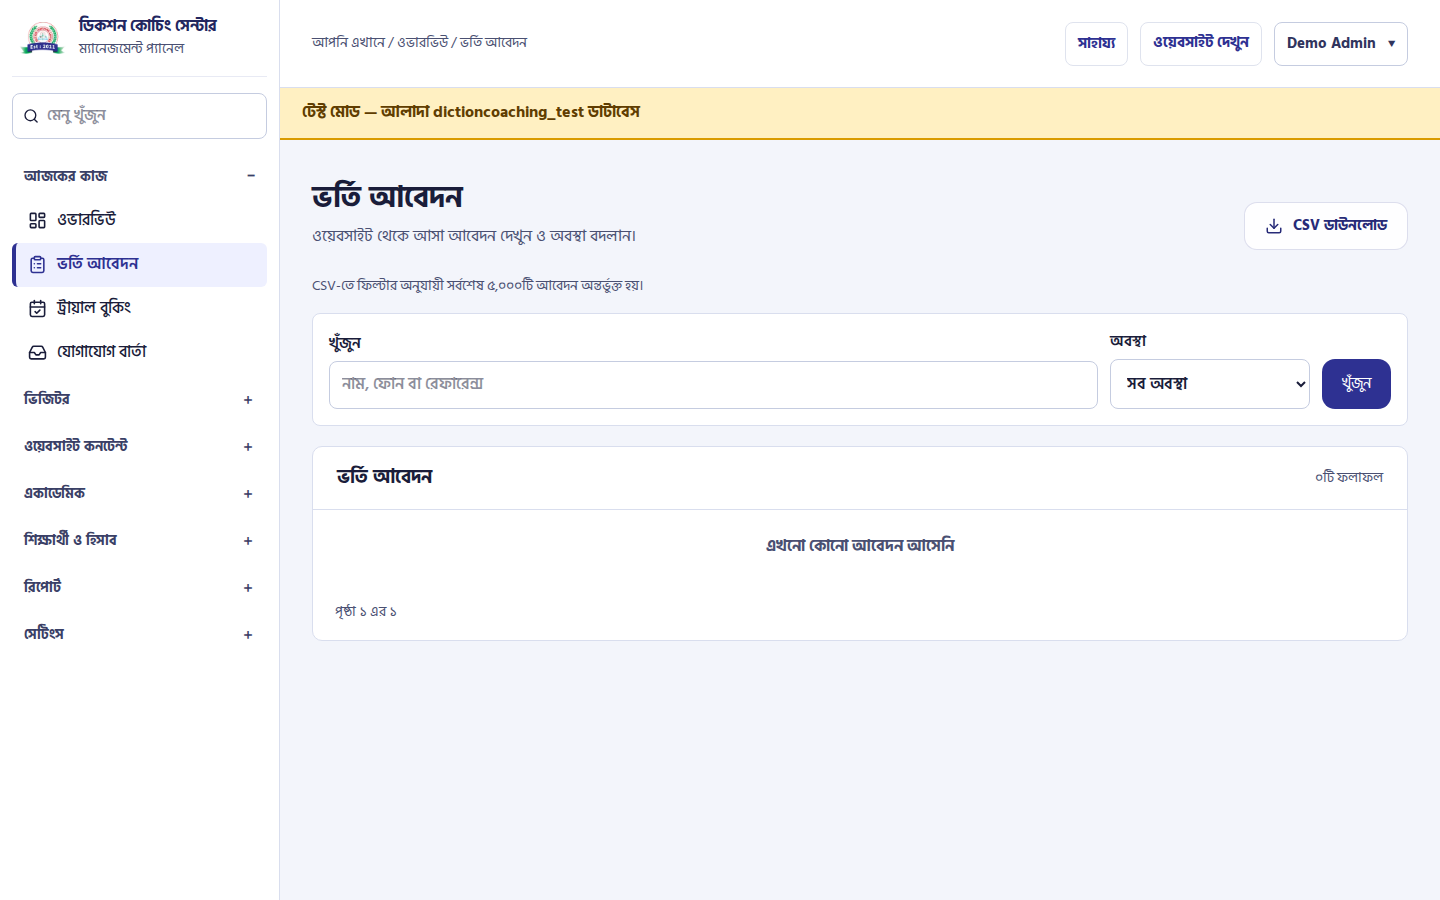 ডিকশন কোচিং সেন্টার
ম্যানেজমেন্ট প্যানেল
Est : 2011
মেনু খুঁজুন
আজকের কাজ −
ওভারভিউ
ভর্তি আবেদন
ট্রায়াল বুকিং
যোগাযোগ বার্তা
ভিজিটর +
ওয়েবসাইট কনটেন্ট +
একাডেমিক +
শিক্ষার্থী ও হিসাব +
রিপোর্ট +
সেটিংস +
আপনি এখানে / ওভারভিউ / ভর্তি আবেদন
সাহায্য
ওয়েবসাইট দেখুন
Demo Admin ▾
টেস্ট মোড — আলাদা dictioncoaching_test ডাটাবেস
ভর্তি আবেদন
ওয়েবসাইট থেকে আসা আবেদন দেখুন ও অবস্থা বদলান।
CSV ডাউনলোড
CSV-তে ফিল্টার অনুযায়ী সর্বশেষ ৫,০০০টি আবেদন অন্তর্ভুক্ত হয়।
খুঁজুন
নাম, ফোন বা রেফারেন্স
অবস্থা
সব অবস্থা
খুঁজুন
ভর্তি আবেদন
০টি ফলাফল
এখনো কোনো আবেদন আসেনি
পৃষ্ঠা ১ এর ১